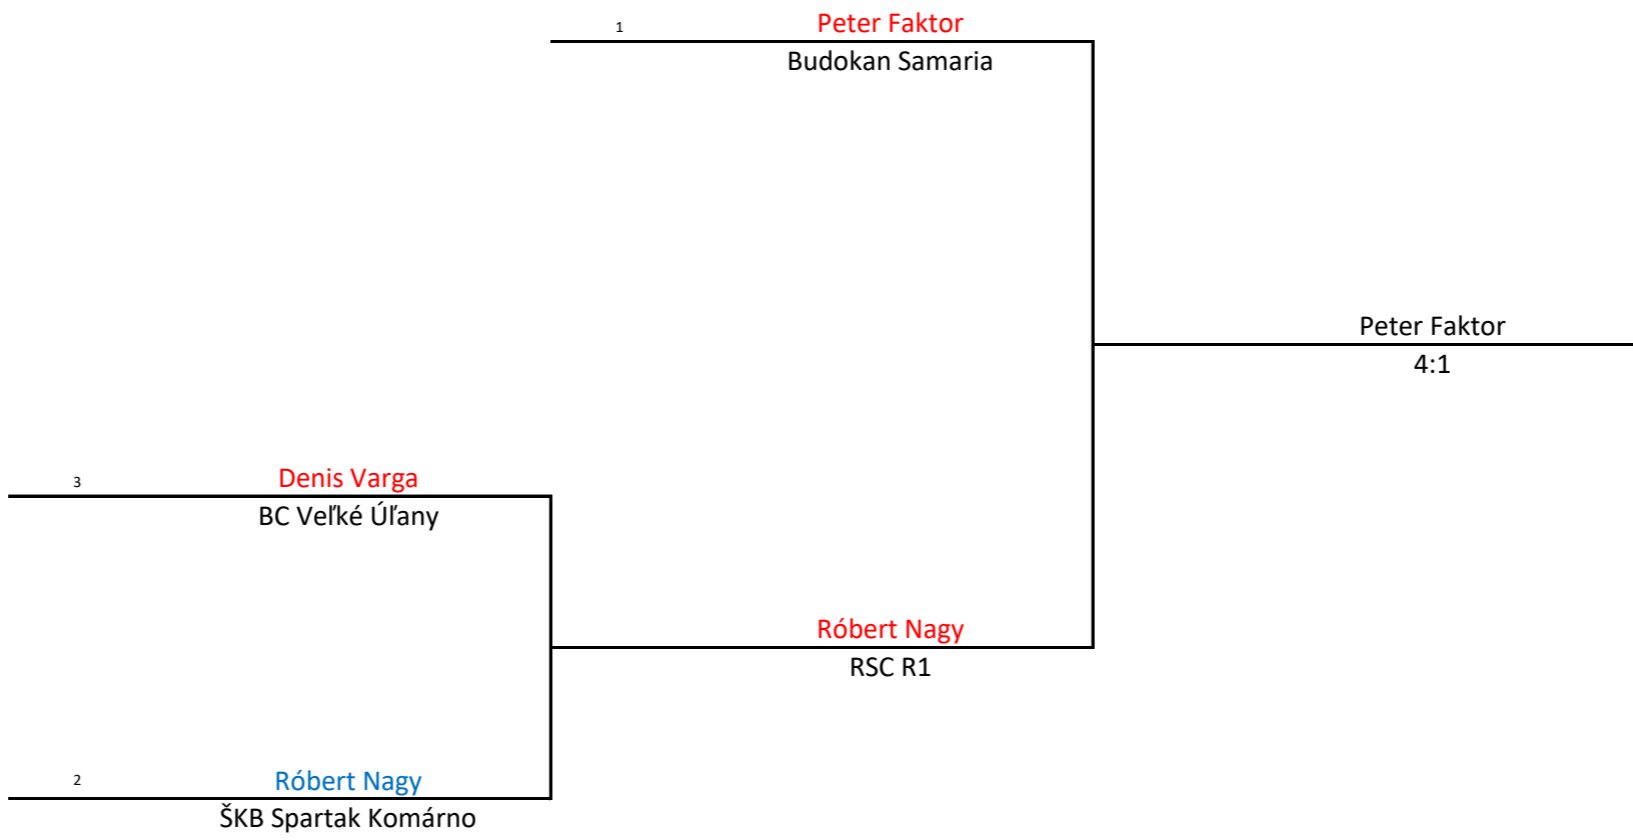 1
Peter Faktor
Budokan Samaria
Peter Faktor
4:1
3
Denis Varga
BC Veľké Úľany
Róbert Nagy
RSC R1
2
Róbert Nagy
ŠKB Spartak Komárno